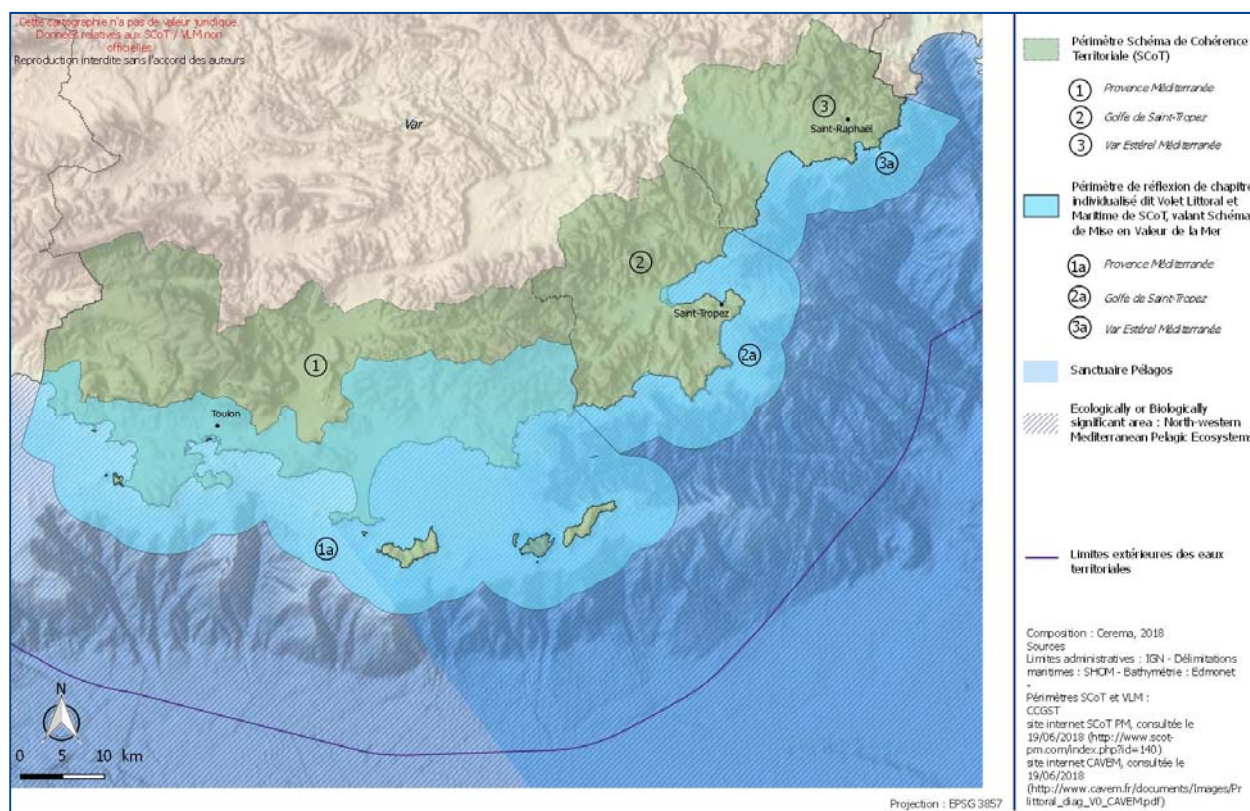 Cette cartographie n'a pas de valeur juridique
Données relatives aux SCoT / VLM non
officielles
Reproduction interdite sans l'accord des auteurs
Var
3
Saint-Raphaël
3a
2
Saint-Tropez
2a
1
Toulon
1a
N
0 5 10 km
Projection : EPSG 3857
Périmètre Schéma de Cohérence
Territoriale (SCoT)
1 Provence Méditerranée
2 Golfe de Saint-Tropez
3 Var Estérel Méditerranée
Périmètre de réflexion de chapitre
individualisé dit Volet Littoral et
Maritime de SCoT, valant Schéma
de Mise en Valeur de la Mer
1a Provence Méditerranée
2a Golfe de Saint-Tropez
3a Var Estérel Méditerranée
Sanctuaire Pélagos
Ecologically or Biologically
significant area : North-western
Mediterranean Pelagic Ecosystems
Limites extérieures des eaux
territoriales
Composition : Cerema, 2018
Sources
Limites administratives : IGN - Délimitations
maritimes : SHOM - Bathymétrie : Edmonet
-
Périmètres SCoT et VLM :
CCGST
site internet SCoT PM, consultée le
19/06/2018 (http://www.scot-
pm.com/index.php?id=140)
site internet CAVEM, consultée le
19/06/2018
(http://www.cavem.fr/documents/Images/Pr
littoral_diag_V0_CAVEM.pdf)